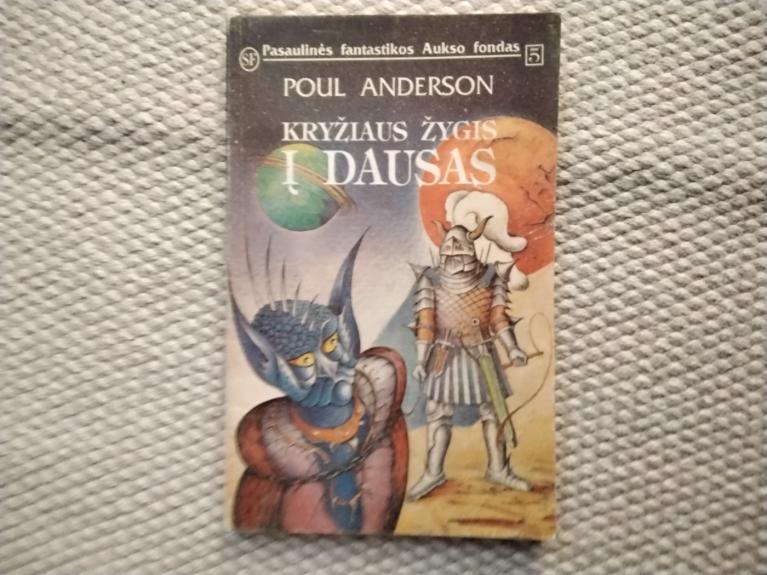 SF Pasaulinės fantastikos Aukso fondas 5
POUL ANDERSON
KRYŽIAUS ŽYGIS
Į DAUSAS